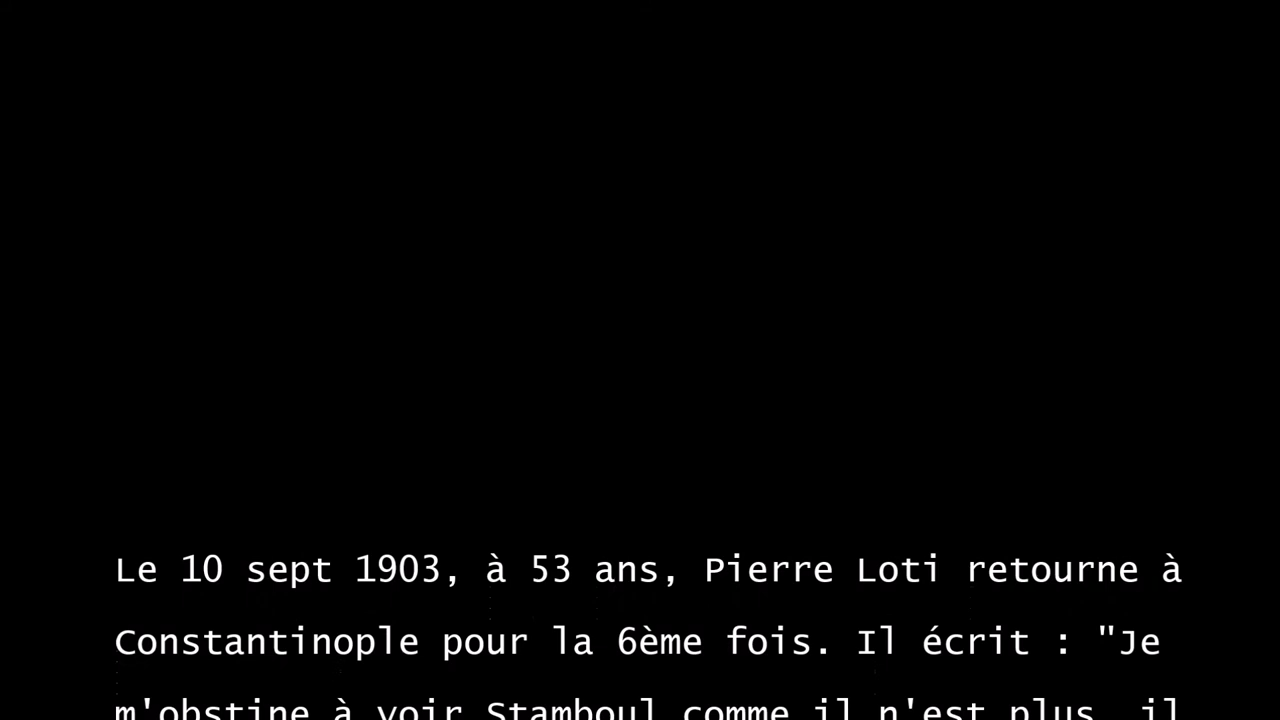 Le 10 sept 1903, à 53 ans, Pierre Loti retourne à
Constantinople pour la 6ème fois. Il écrit : "Je
m'obstine à voir Stamboul comme il n'est plus, il